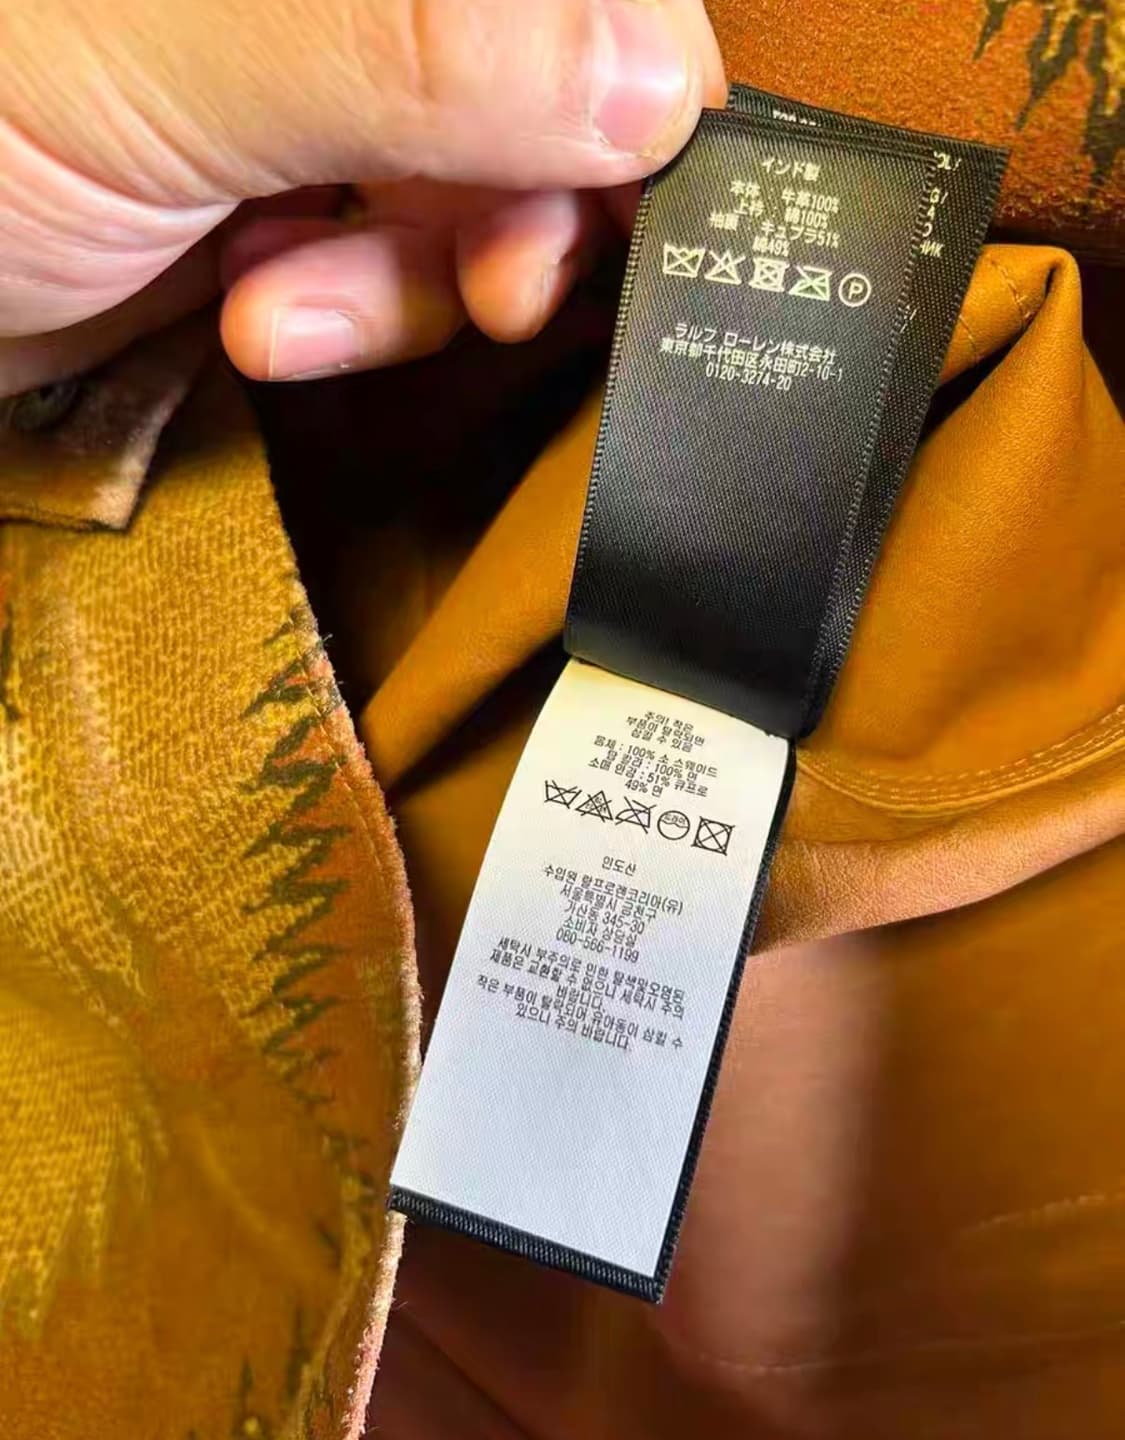 インド製
本体 : 牛革100%
上衿 : 綿100%
袖裏 : キュプラ51%
綿49%
P
ラルフ ローレン株式会社
東京都千代田区永田町2-10-1
0120-3274-20
주의! 작은
부품이 탈락되면
삼킬 수 있음
몸체 : 100% 소 스웨이드
탑 칼라 : 100% 면
소매 안감 : 51% 큐프로
49% 면
드라이
인도산
수입원 랄프로렌코리아(유)
서울특별시 금천구
가산동 345-30
소비자 상담실
080-566-1199
세탁시 부주의로 인한 탈색및오염된
제품은 교환할 수 없으니 세탁시 주의
바랍니다.
작은 부품이 탈락되어 유아동이 삼킬 수
있으니 주의 바랍니다.